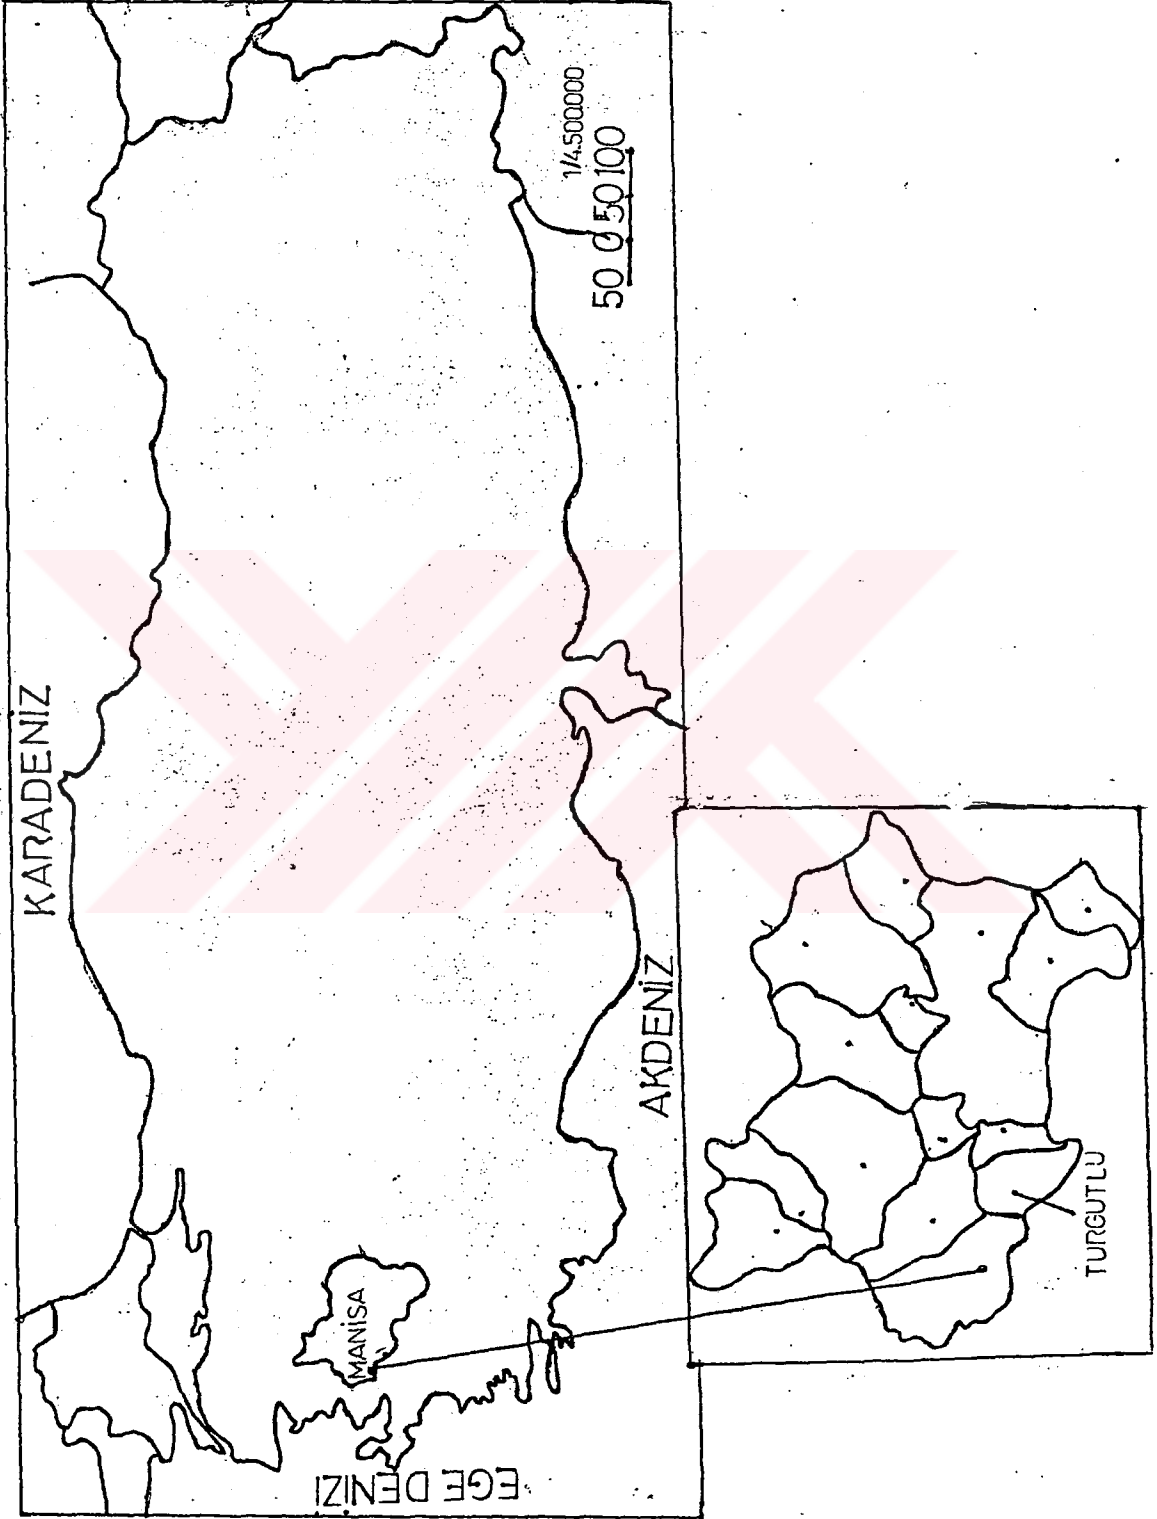 KARADENİZ
1/4.500.000
50 0 50 100
MANİSA
AKDENİZ
EGE DENİZİ
TURGUTLU